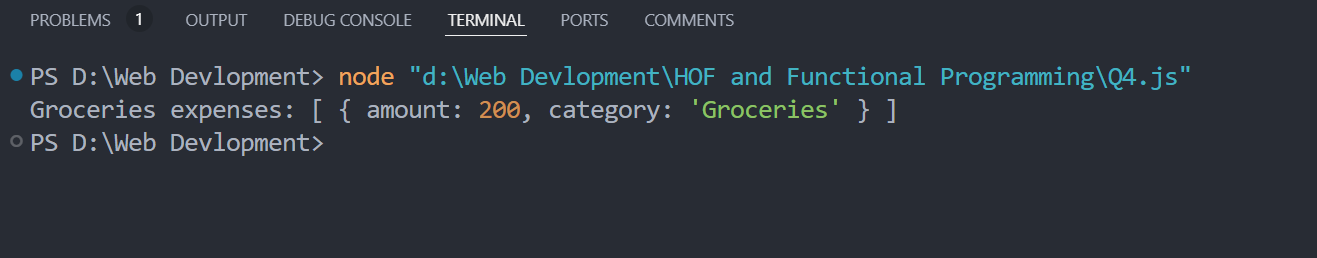 PROBLEMS 1 OUTPUT DEBUG CONSOLE TERMINAL PORTS COMMENTS
PS D:\Web Devlopment> node "d:\Web Devlopment\HOF and Functional Programming\Q4.js"
Groceries expenses: [ { amount: 200, category: 'Groceries' } ]
PS D:\Web Devlopment>